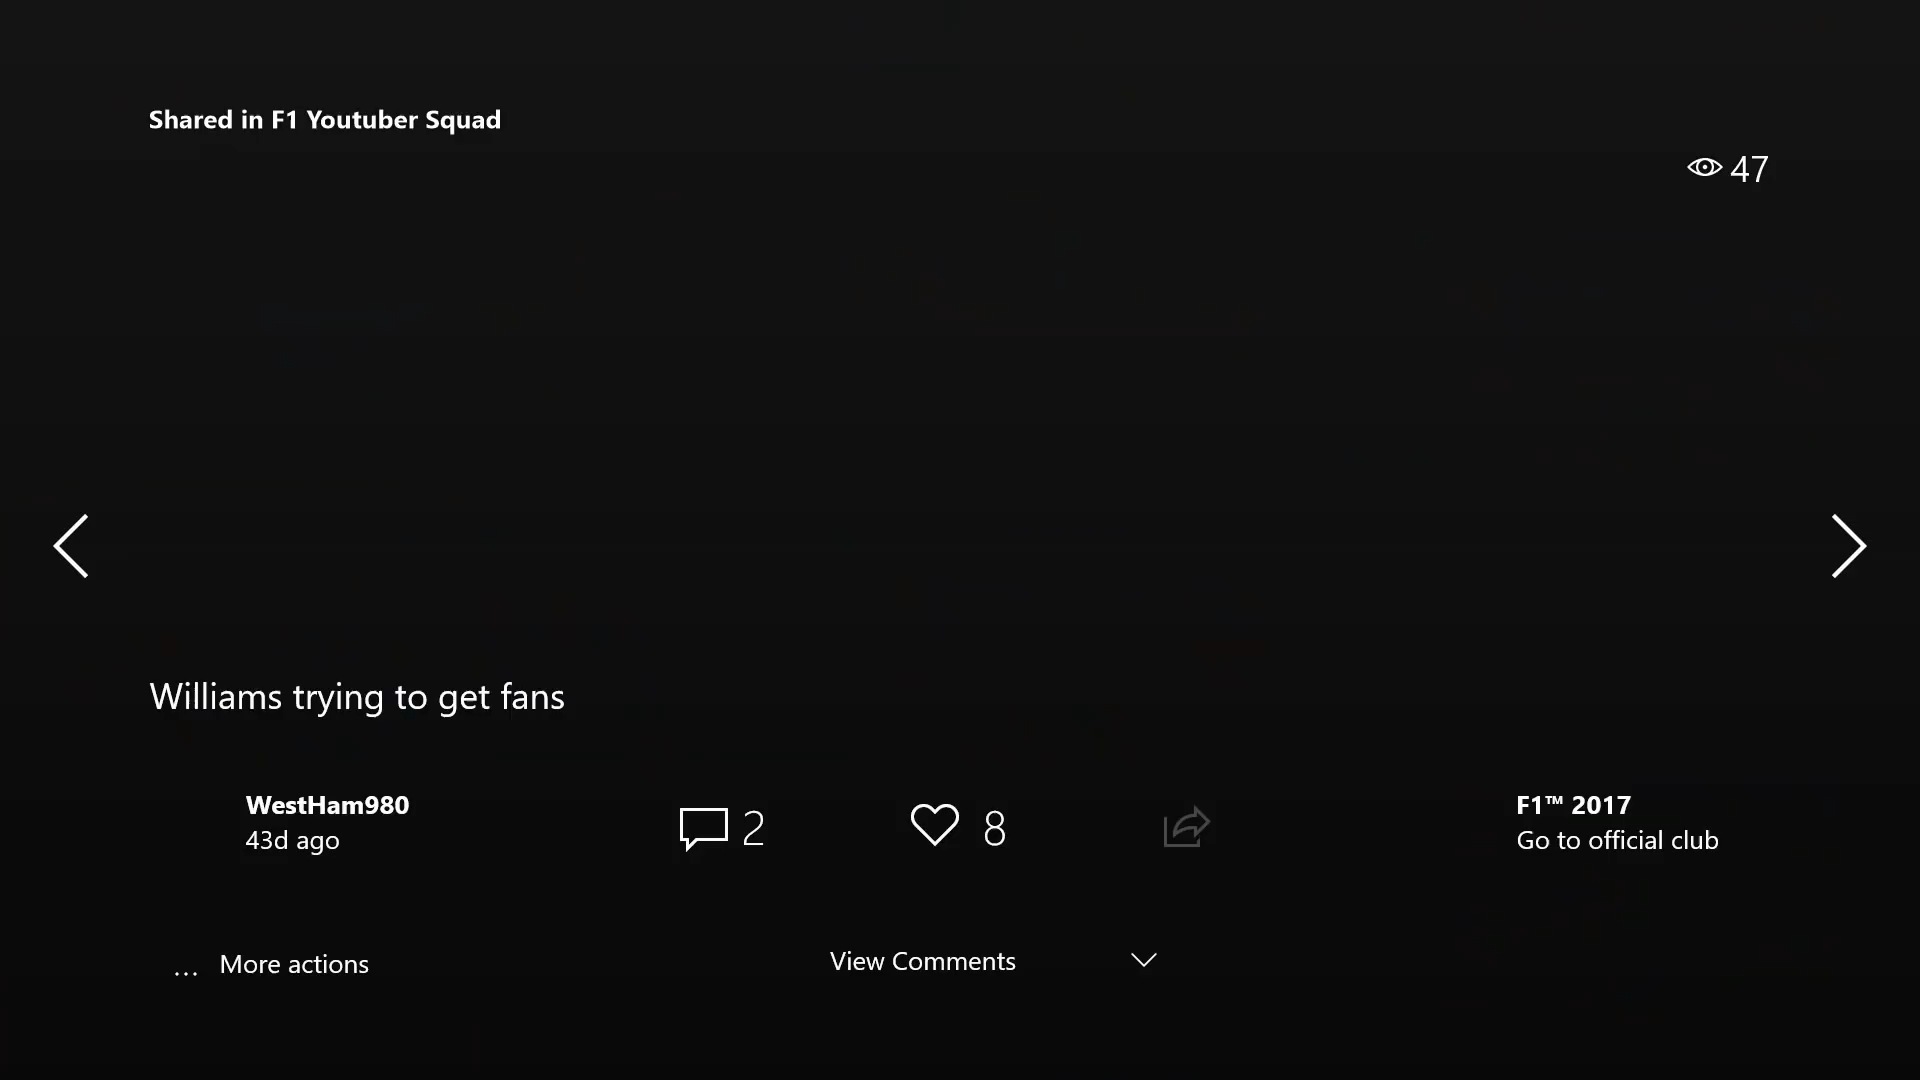 Shared in F1 Youtuber Squad
47
Williams trying to get fans
WestHam980
43d ago
2
8
F1™ 2017
Go to official club
... More actions
View Comments